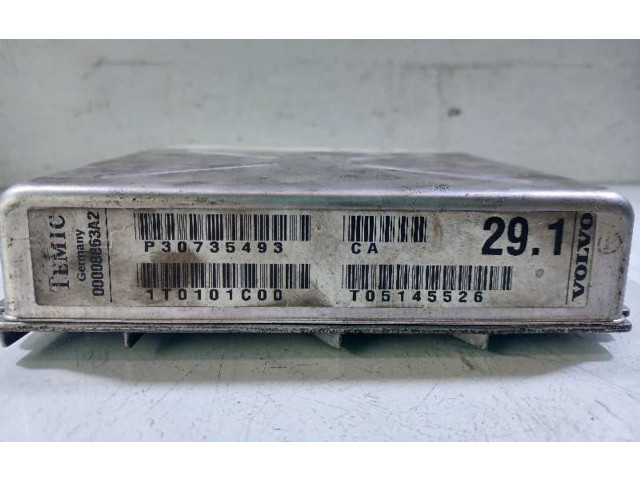 TEMIC
Germany
00008863A2
P30735493
CA
29.1
1T0101C00
T05145526
VOLVO